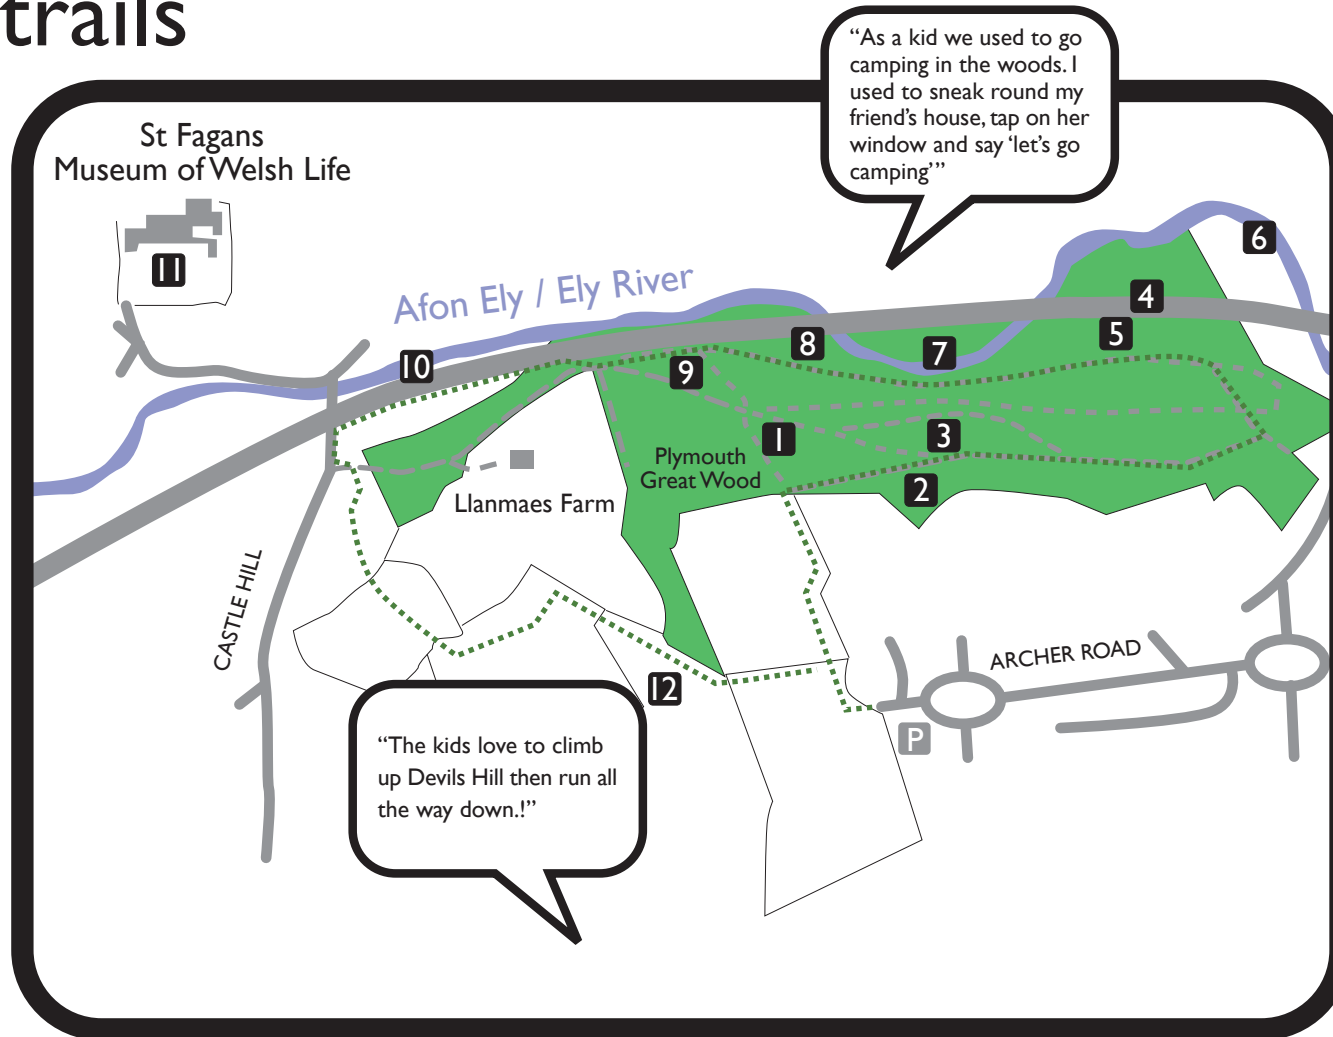 trails
“As a kid we used to go
camping in the woods. I
used to sneak round my
friend’s house, tap on her
window and say ‘let’s go
camping’”
St Fagans
Museum of Welsh Life
11
6
Afon Ely / Ely River
4
5
8
7
10
9
1
3
Plymouth
Great Wood
2
Llanmaes Farm
CASTLE HILL
ARCHER ROAD
12
P
“The kids love to climb
up Devils Hill then run all
the way down.!”